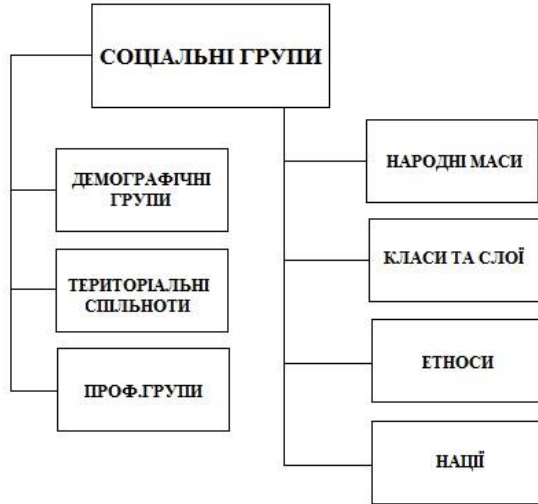 СОЦІАЛЬНІ ГРУПИ
ДЕМОГРАФІЧНІ
ГРУПИ
ТЕРИТОРІАЛЬНІ
СПІЛЬНОТИ
ПРОФ.ГРУПИ
НАРОДНІ МАСИ
КЛАСИ ТА СЛОЇ
ЕТНОСИ
НАЦІЇ